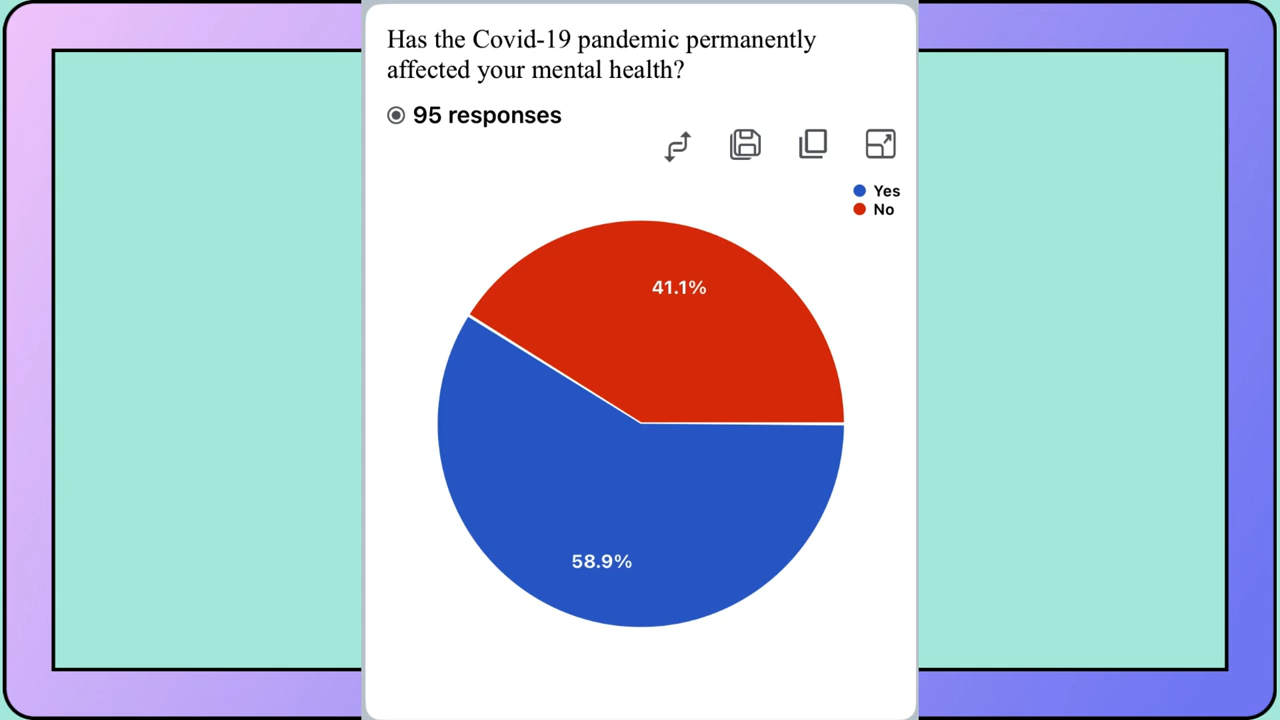 Has the Covid-19 pandemic permanently
affected your mental health?
95 responses
Yes
No
41.1%
58.9%